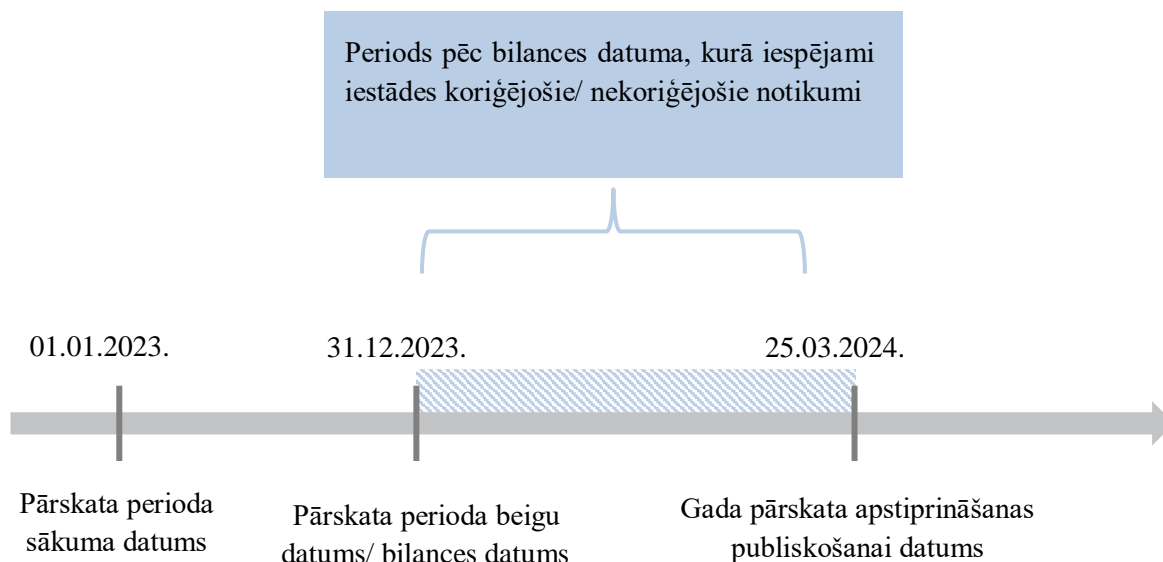 Periods pēc bilances datuma, kurā iespējami
iestādes koriģējošie/ nekoriģējošie notikumi
01.01.2023.
31.12.2023.
25.03.2024.
Pārskata perioda
sākuma datums
Pārskata perioda beigu
datums/ bilances datums
Gada pārskata apstiprināšanas
publiskošanai datums